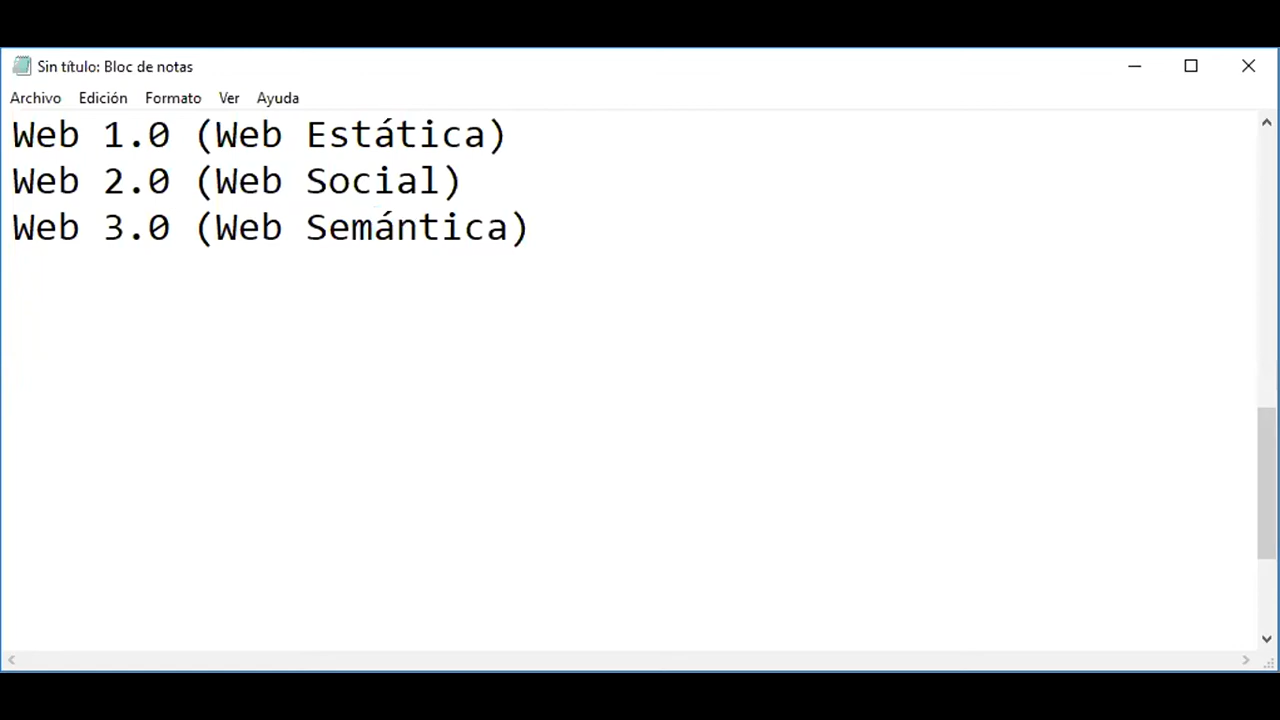 Sin título: Bloc de notas
Archivo Edición Formato Ver Ayuda
Web 1.0 (Web Estática)
Web 2.0 (Web Social)
Web 3.0 (Web Semántica)